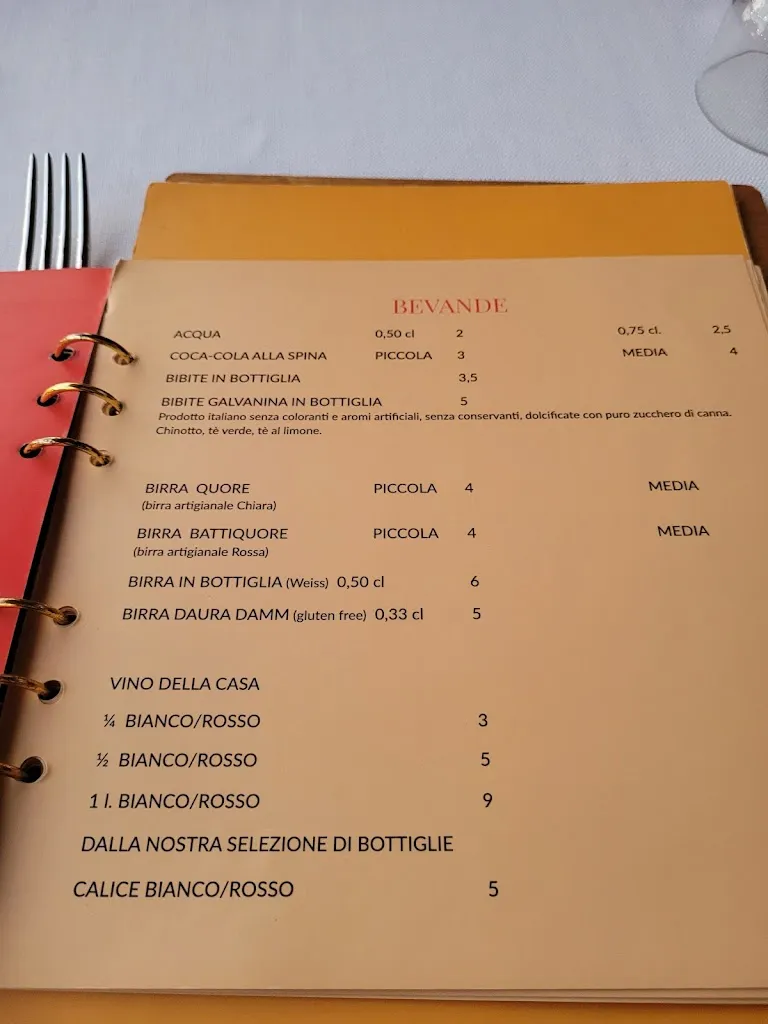 BEVANDE
ACQUA 0,50 cl 2 0,75 cl. 2,5
COCA-COLA ALLA SPINA PICCOLA 3 MEDIA 4
BIBITE IN BOTTIGLIA 3,5
BIBITE GALVANINA IN BOTTIGLIA 5
Prodotto italiano senza coloranti e aromi artificiali, senza conservanti, dolcificate con puro zucchero di canna.
Chinotto, tè verde, tè al limone.
BIRRA QUORE PICCOLA 4 MEDIA
(birra artigianale Chiara)
BIRRA BATTIQUORE PICCOLA 4 MEDIA
(birra artigianale Rossa)
BIRRA IN BOTTIGLIA (Weiss) 0,50 cl 6
BIRRA DAURA DAMM (gluten free) 0,33 cl 5
VINO DELLA CASA
¼ BIANCO/ROSSO 3
½ BIANCO/ROSSO 5
1 l. BIANCO/ROSSO 9
DALLA NOSTRA SELEZIONE DI BOTTIGLIE
CALICE BIANCO/ROSSO 5